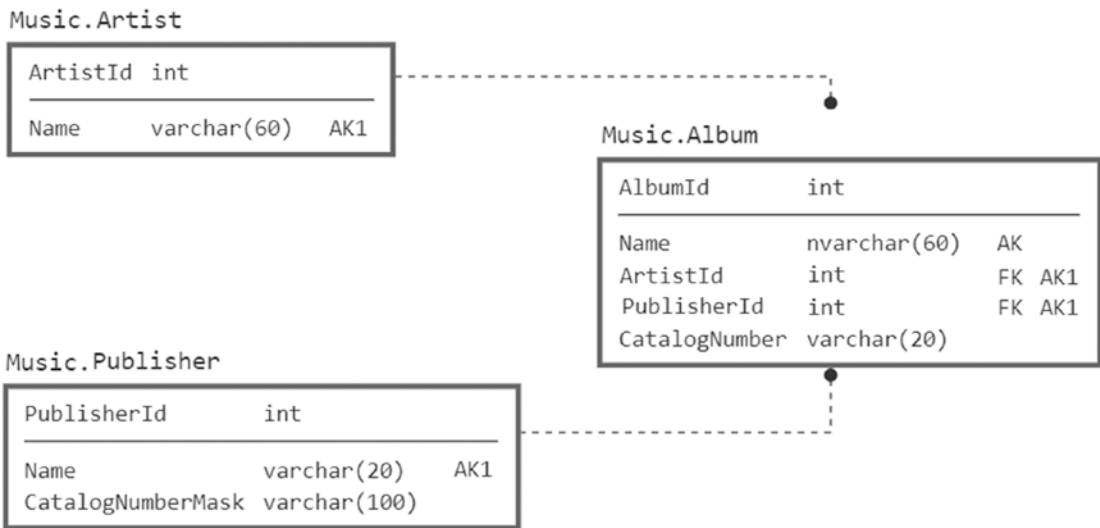 Music.Artist
ArtistId int
Name varchar(60) AK1
Music.Album
AlbumId int
Name nvarchar(60) AK
ArtistId int FK AK1
PublisherId int FK AK1
CatalogNumber varchar(20)
Music.Publisher
PublisherId int
Name varchar(20) AK1
CatalogNumberMask varchar(100)